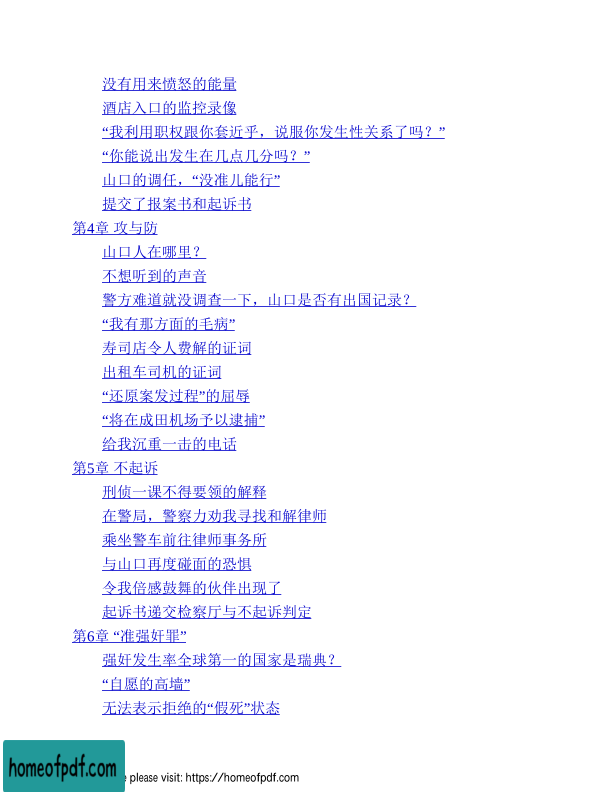 没有用来愤怒的能量
酒店入口的监控录像
“我利用职权跟你套近乎，说服你发生性关系了吗？”
“你能说出发生在几点几分吗？”
山口的调任，“没准儿能行”
提交了报案书和起诉书
第4章 攻与防
山口人在哪里？
不想听到的声音
警方难道就没调查一下，山口是否有出国记录？
“我有那方面的毛病”
寿司店令人费解的证词
出租车司机的证词
“还原案发过程”的屈辱
“将在成田机场予以逮捕”
给我沉重一击的电话
第5章 不起诉
刑侦一课不得要领的解释
在警局，警察力劝我寻找和解律师
乘坐警车前往律师事务所
与山口再度碰面的恐惧
令我倍感鼓舞的伙伴出现了
起诉书递交检察厅与不起诉判定
第6章 “准强奸罪”
强奸发生率全球第一的国家是瑞典？
“自愿的高墙”
无法表示拒绝的“假死”状态
homeofpdf.com
please visit: https://homeofpdf.com